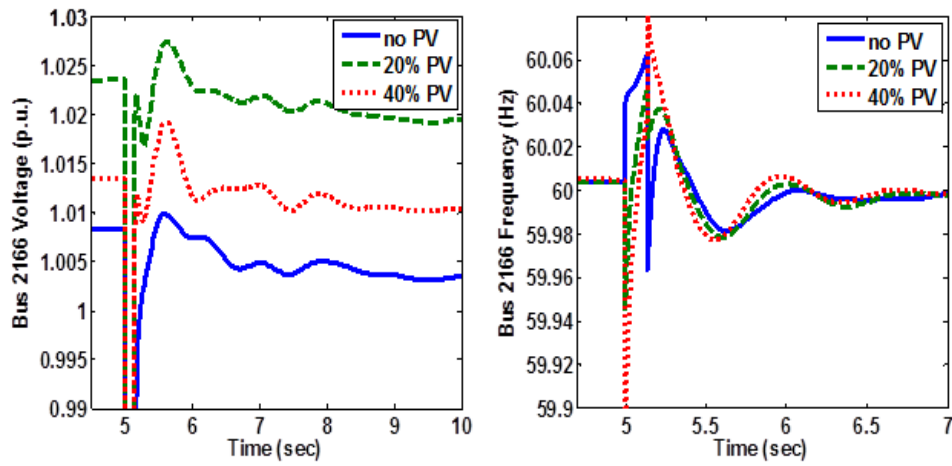 Bus 2166 Voltage (p.u.)
1.03
1.025
1.02
1.015
1.01
1.005
1
0.995
0.99
5
6
7
8
9
10
Time (sec)
no PV
20% PV
40% PV
Bus 2166 Frequency (Hz)
60.06
60.04
60.02
60
59.98
59.96
59.94
59.92
59.9
5
5.5
6
6.5
7
Time (sec)
no PV
20% PV
40% PV